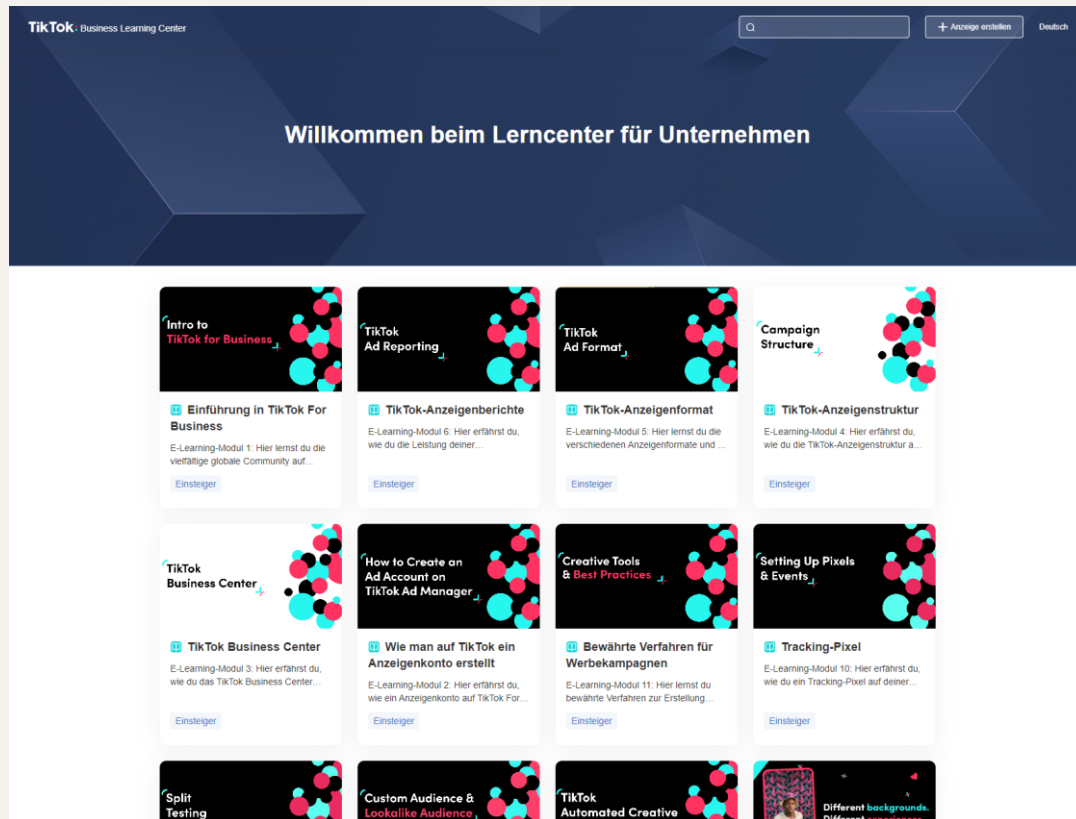 TikTok: Business Learning Center
+ Anzeige erstellen
Deutsch
Willkommen beim Lerncenter für Unternehmen
Intro to
TikTok for Business
Einführung in TikTok For
Business
E-Learning-Modul 1: Hier lernst du die
vielfältige globale Community auf...
Einsteiger
TikTok
Ad Reporting
TikTok-Anzeigenberichte
E-Learning-Modul 6: Hier erfährst du,
wie du die Leistung deiner...
Einsteiger
TikTok
Ad Format
TikTok-Anzeigenformat
E-Learning-Modul 5: Hier lernst du die
verschiedenen Anzeigenformate und ...
Einsteiger
Campaign
Structure
TikTok-Anzeigenstruktur
E-Learning-Modul 4: Hier erfährst du,
wie du die TikTok-Anzeigenstruktur a...
Einsteiger
TikTok
Business Center
TikTok Business Center
E-Learning-Modul 3: Hier erfährst du,
wie du das TikTok Business Center...
Einsteiger
How to Create an
Ad Account on
TikTok Ad Manager
Wie man auf TikTok ein
Anzeigenkonto erstellt
E-Learning-Modul 2: Hier erfährst du,
wie ein Anzeigenkonto auf TikTok For...
Einsteiger
Creative Tools
& Best Practices
Bewährte Verfahren für
Werbekampagnen
E-Learning-Modul 11: Hier lernst du
bewährte Verfahren zur Erstellung...
Einsteiger
Setting Up Pixels
& Events
Tracking-Pixel
E-Learning-Modul 10: Hier erfährst du,
wie du ein Tracking-Pixel auf deiner...
Einsteiger
Split
Testing
Custom Audience &
Lookalike Audience
TikTok
Automated Creative
Different backgrounds.
Different experiences.